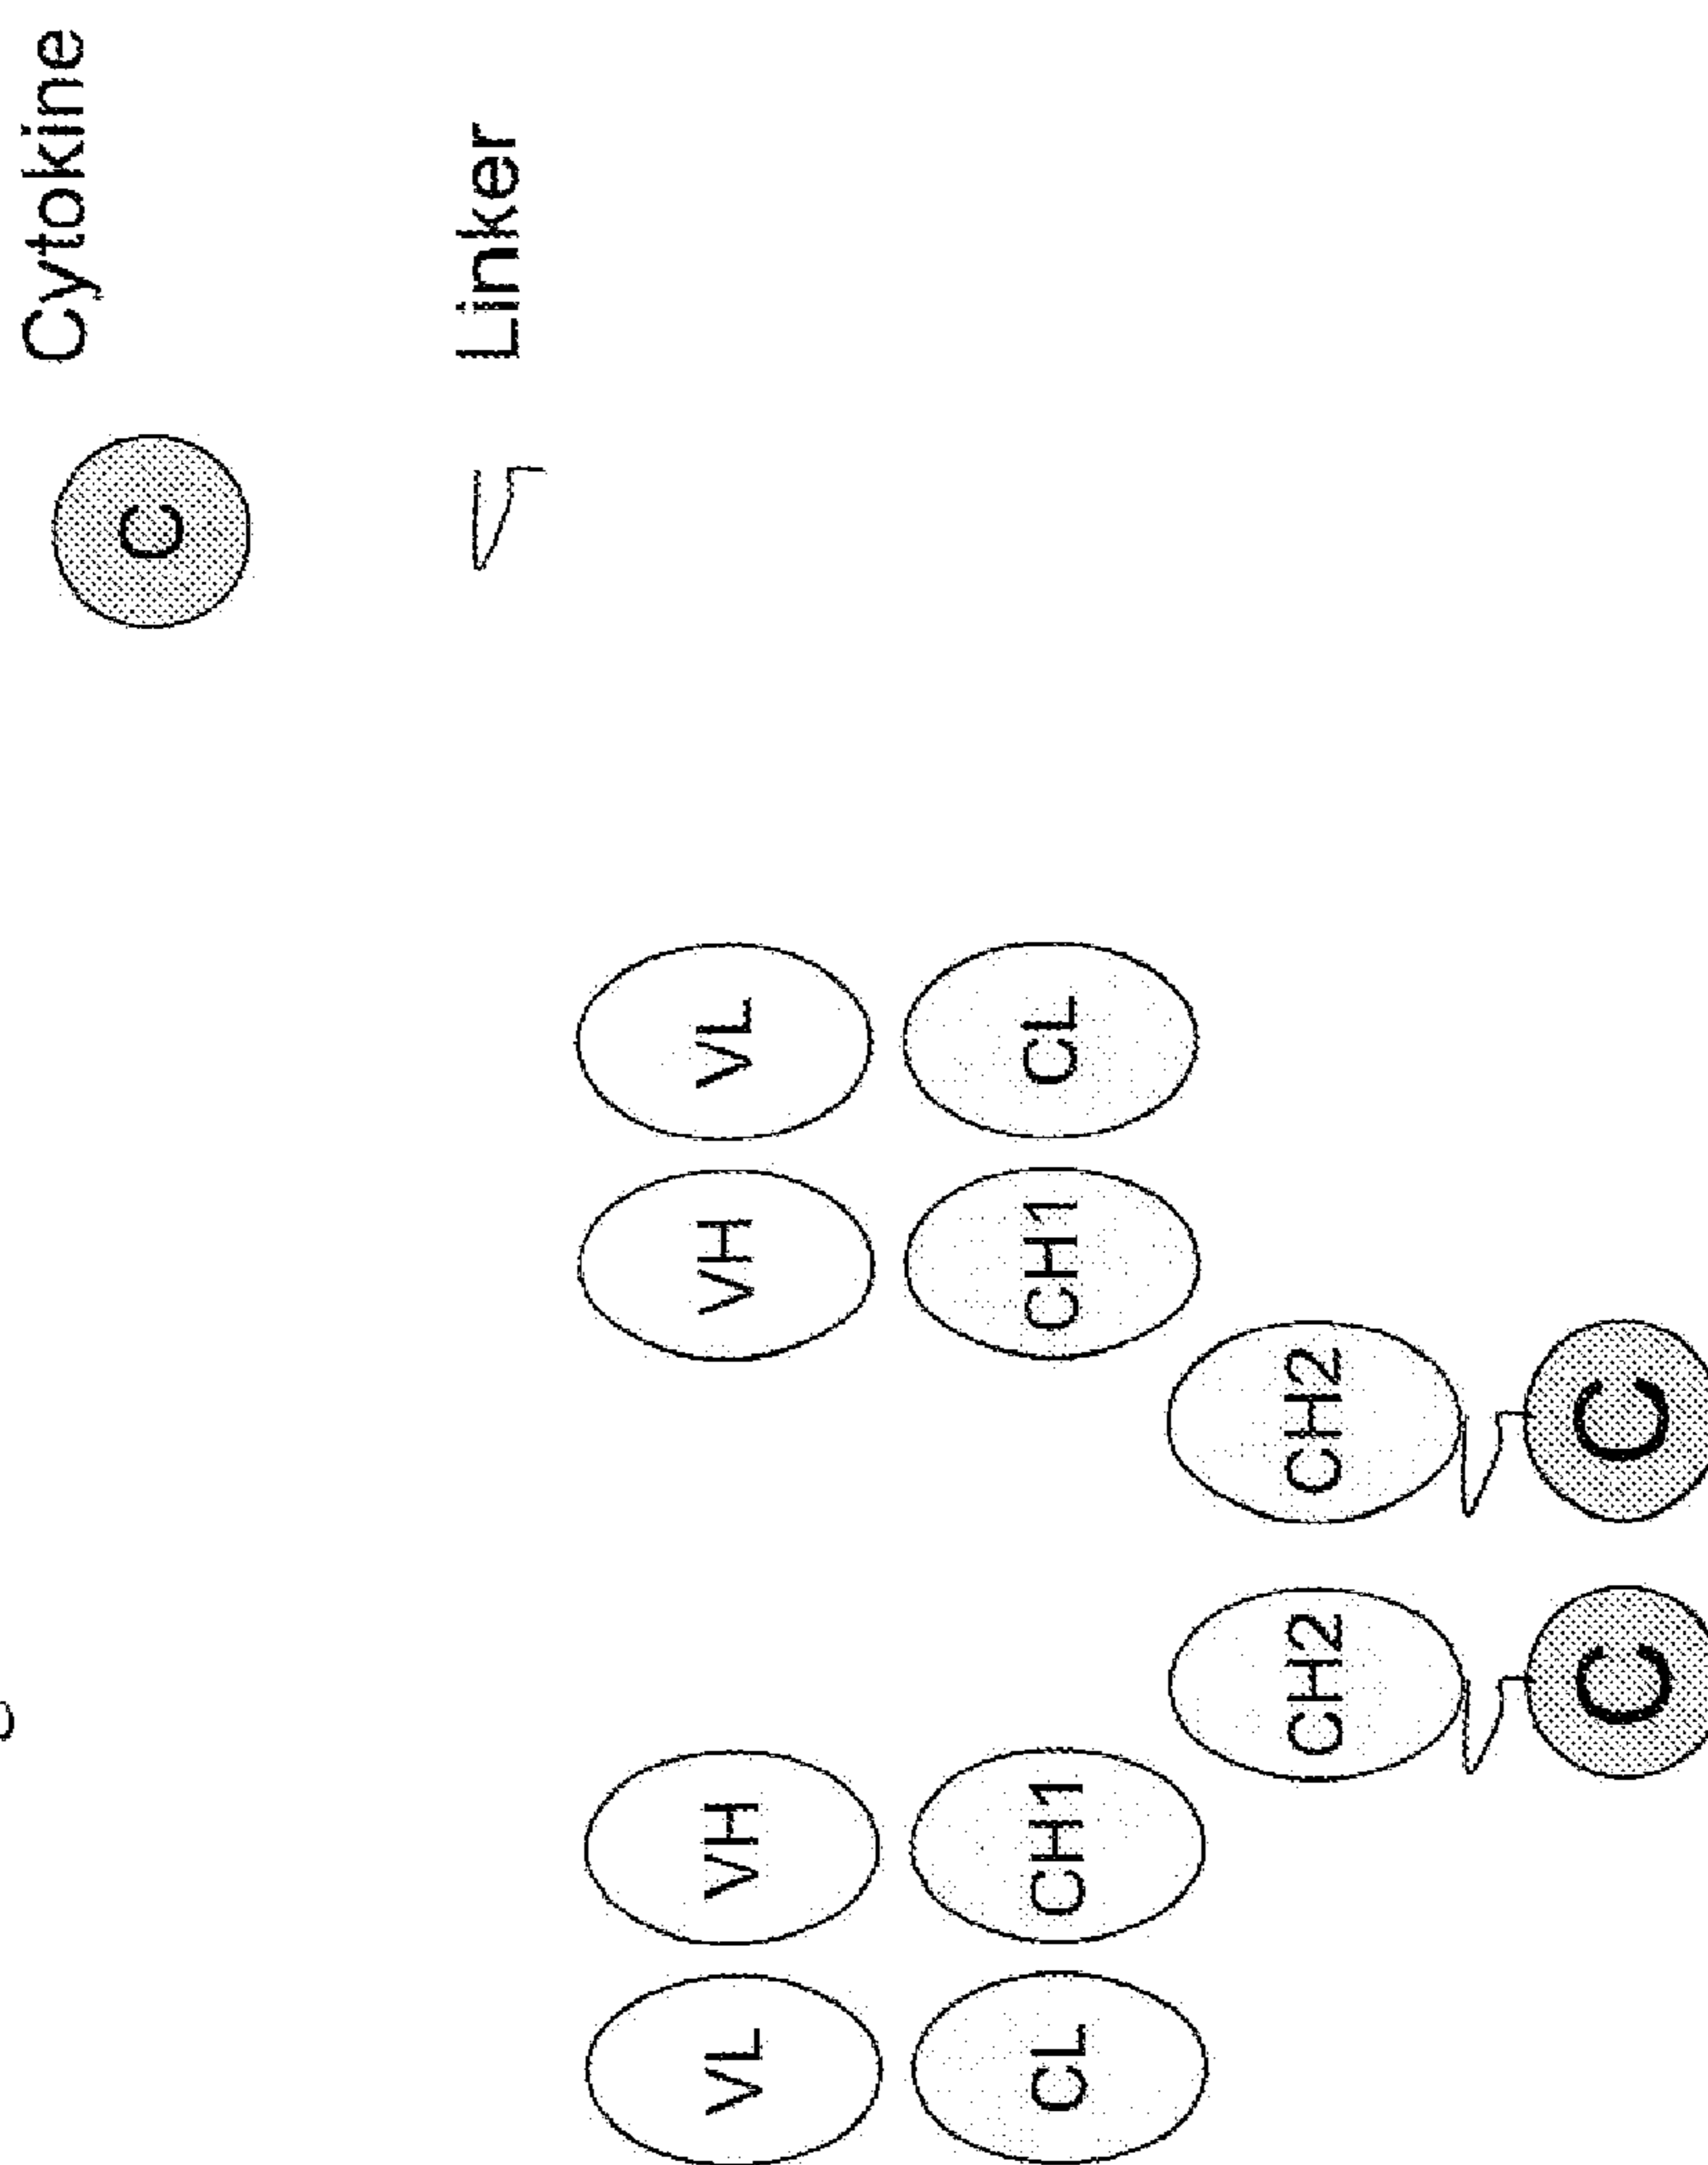 C Cytokine
Linker
VL VH VH VL
CL CH1 CH1 CL
CH2 CH2
C C